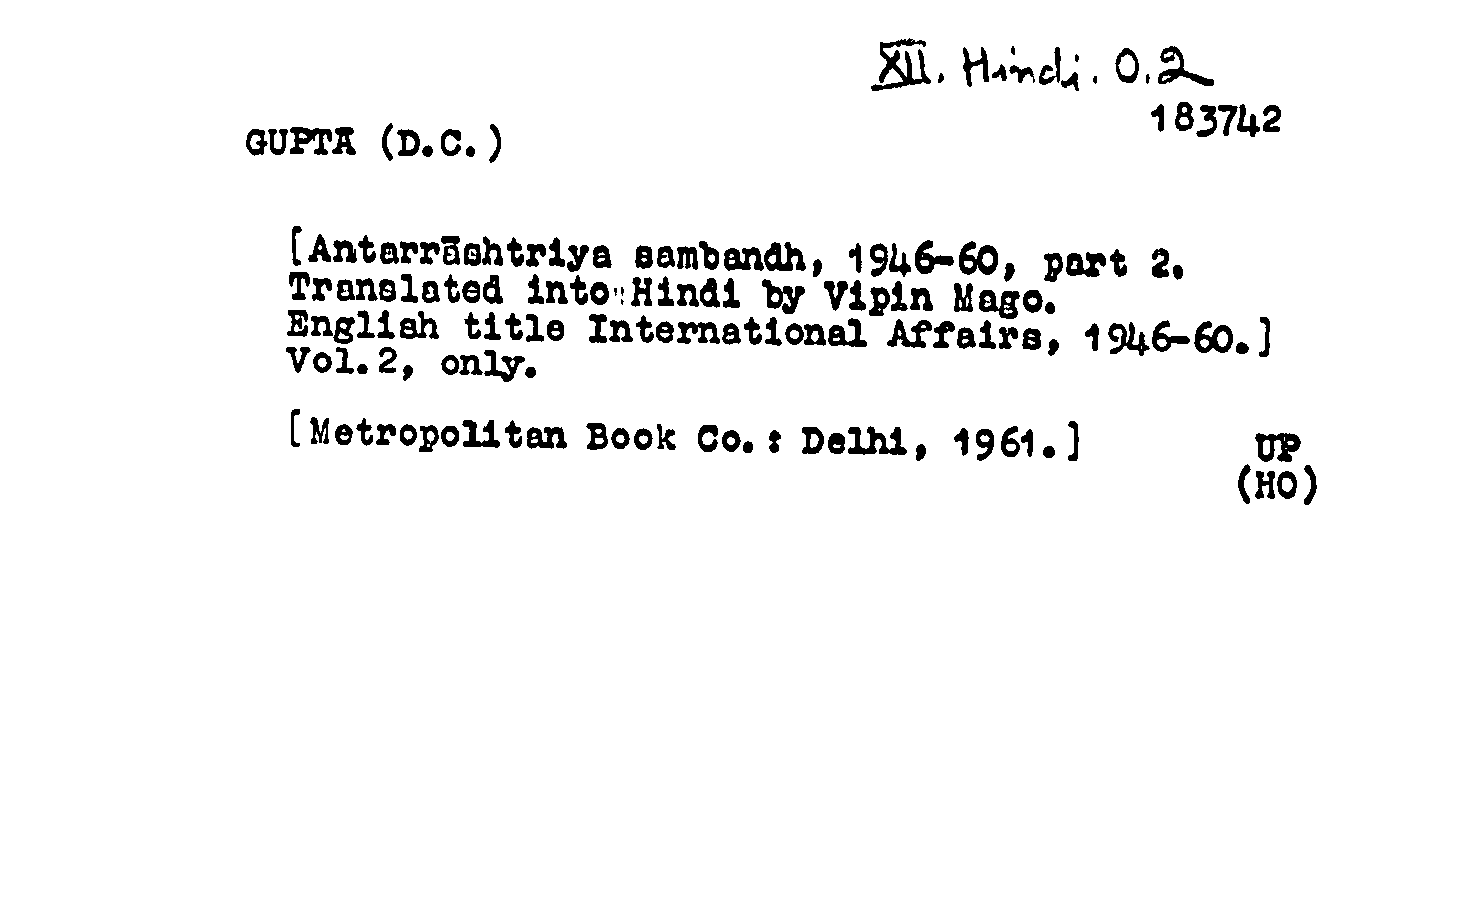 XII. Hindi. O.2
183742
GUPTA (D.C.)
[Antarrāshtriya sambandh, 1946-60, part 2.
Translated into Hindi by Vipin Mago.
English title International Affairs, 1946-60.]
Vol.2, only.
[Metropolitan Book Co. : Delhi, 1961.]
UP
(HO)